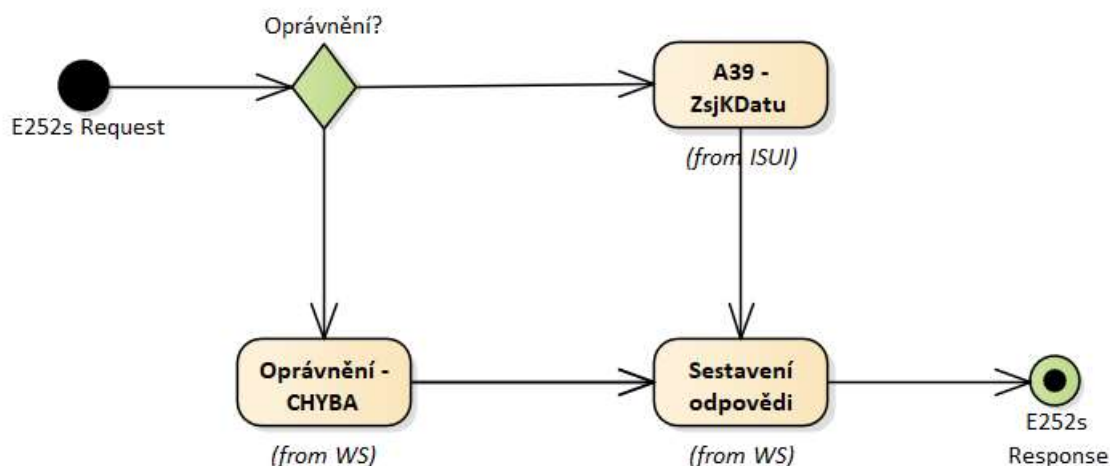 Oprávnění?
E252s Request
A39 -
ZsjKDatu
(from ISUI)
Oprávnění -
CHYBA
(from WS)
Sestavení
odpovědi
(from WS)
E252s
Response